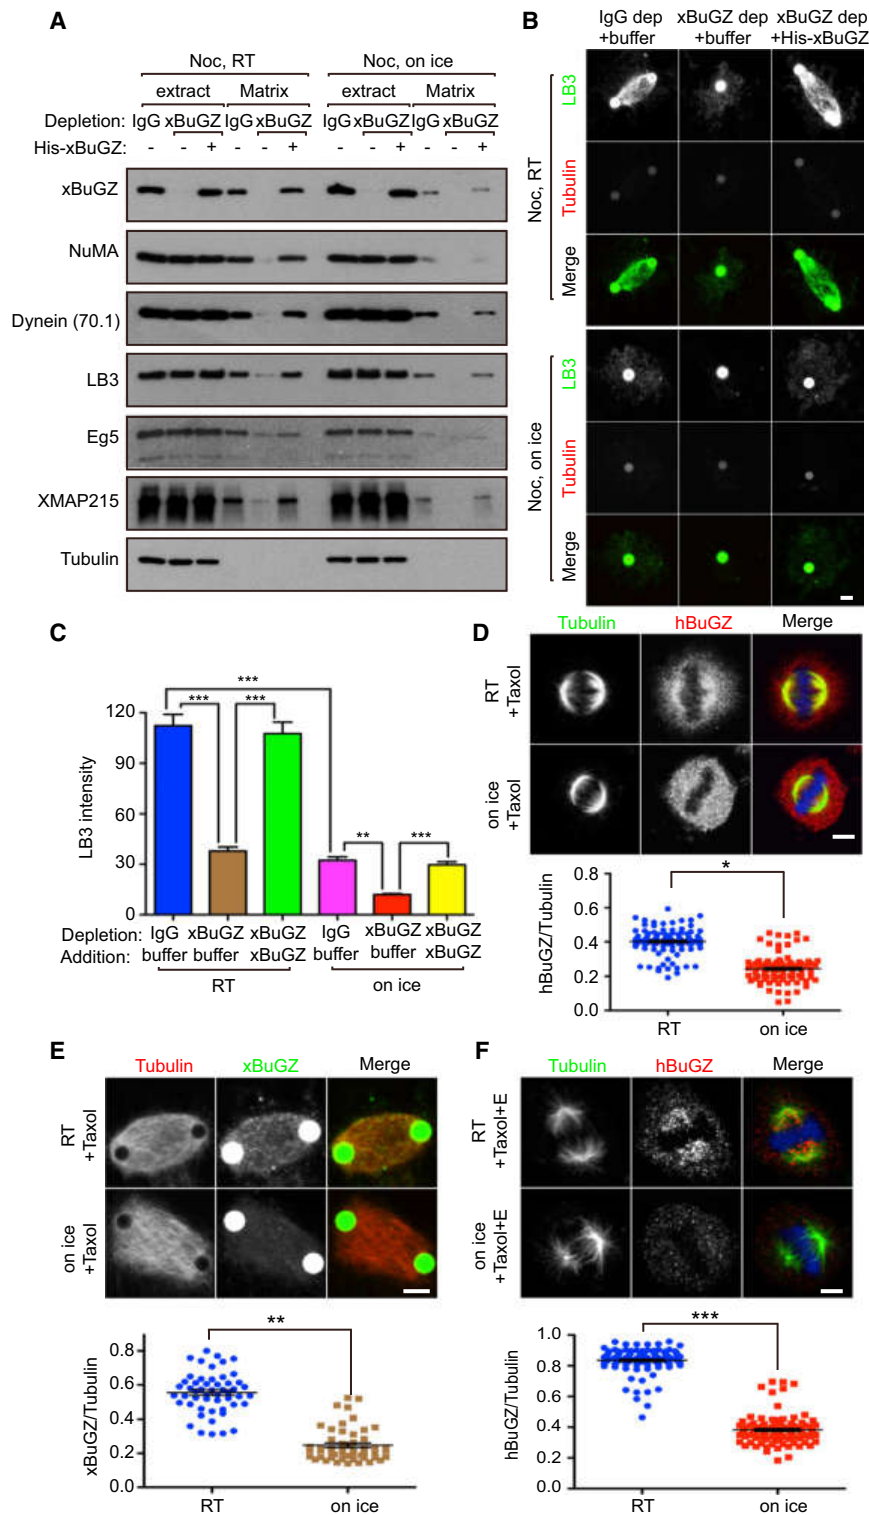 A
Noc, RT Noc, on ice
extract Matrix extract Matrix
Depletion: IgG xBuGZ IgG xBuGZ IgG xBuGZ IgG xBuGZ
His-xBuGZ: - - + - - + - - + - - +
xBuGZ
NuMA
Dynein (70.1)
LB3
Eg5
XMAP215
Tubulin
B
IgG dep xBuGZ dep xBuGZ dep
+buffer +buffer +His-xBuGZ
Noc, RT
LB3
Tubulin
Merge
Noc, on ice
LB3
Tubulin
Merge
C
LB3 intensity
120
90
60
30
0
***
*** ***
** ***
Depletion: IgG xBuGZ xBuGZ IgG xBuGZ xBuGZ
Addition: buffer buffer xBuGZ buffer buffer xBuGZ
RT on ice
D
Tubulin hBuGZ Merge
RT
+Taxol
on ice
+Taxol
hBuGZ/Tubulin
0.8
0.6
0.4
0.2
0.0
*
RT on ice
E
Tubulin xBuGZ Merge
RT
+Taxol
on ice
+Taxol
xBuGZ/Tubulin
0.8
0.6
0.4
0.2
0.0
**
RT on ice
F
Tubulin hBuGZ Merge
RT
+Taxol+E
on ice
+Taxol+E
hBuGZ/Tubulin
1.0
0.8
0.6
0.4
0.2
0.0
***
RT on ice